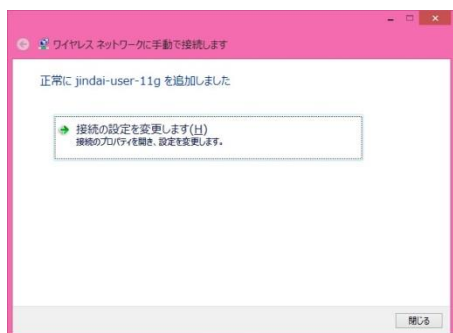 ワイヤレス ネットワークに手動で接続します
正常に jindai-user-11g を追加しました
接続の設定を変更します(H)
接続のプロパティを開き、設定を変更します。
閉じる